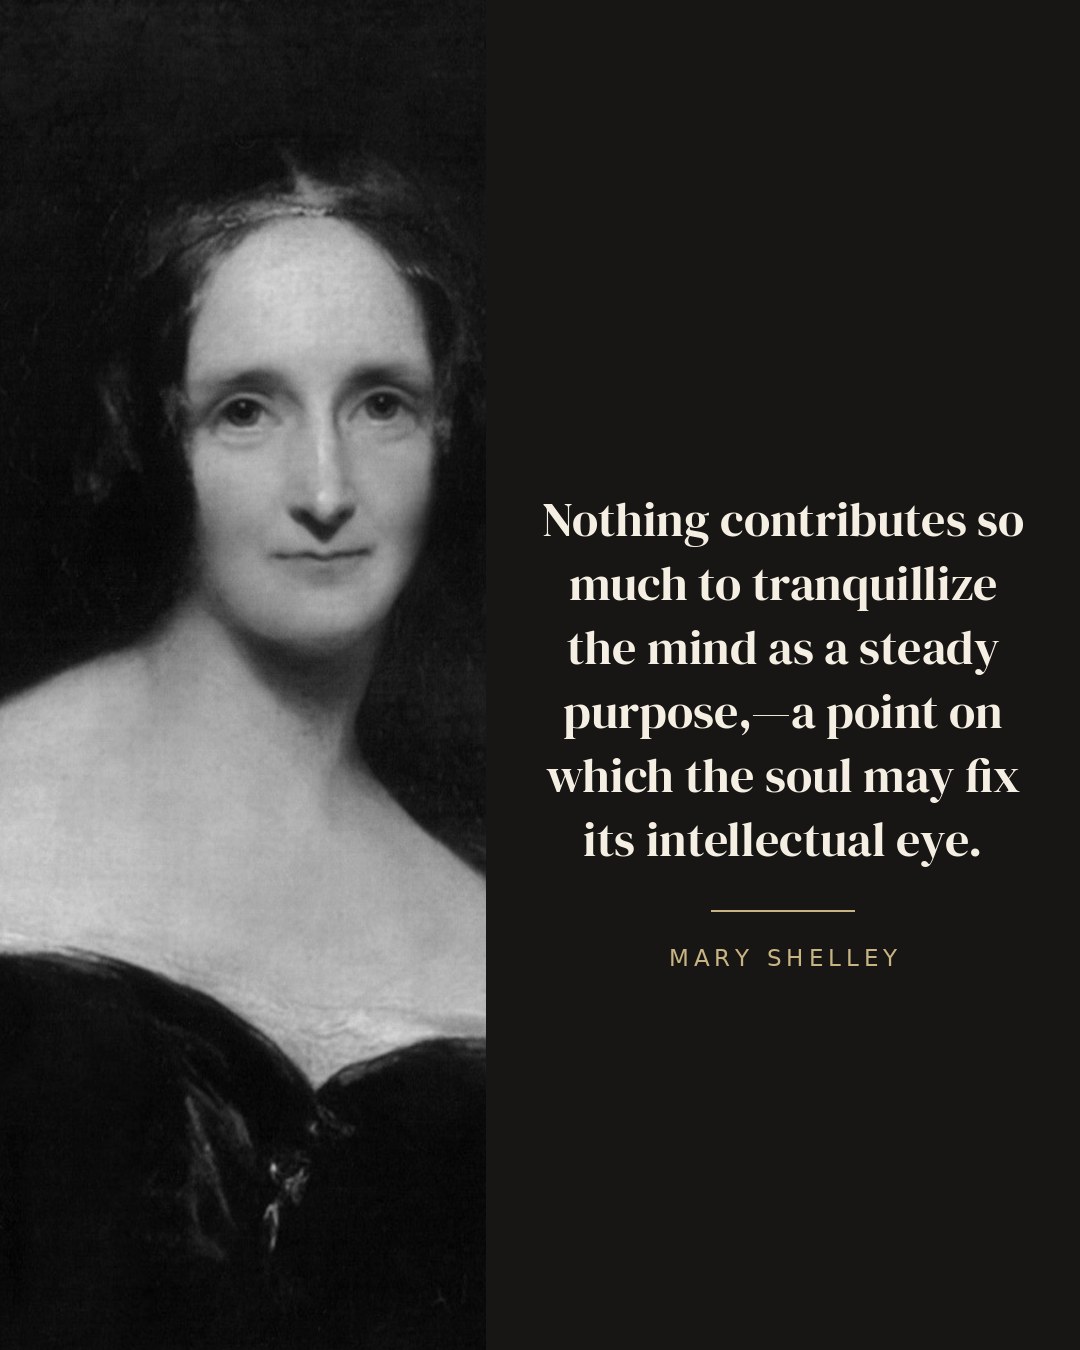 Nothing contributes so
much to tranquillize
the mind as a steady
purpose,—a point on
which the soul may fix
its intellectual eye.
MARY SHELLEY